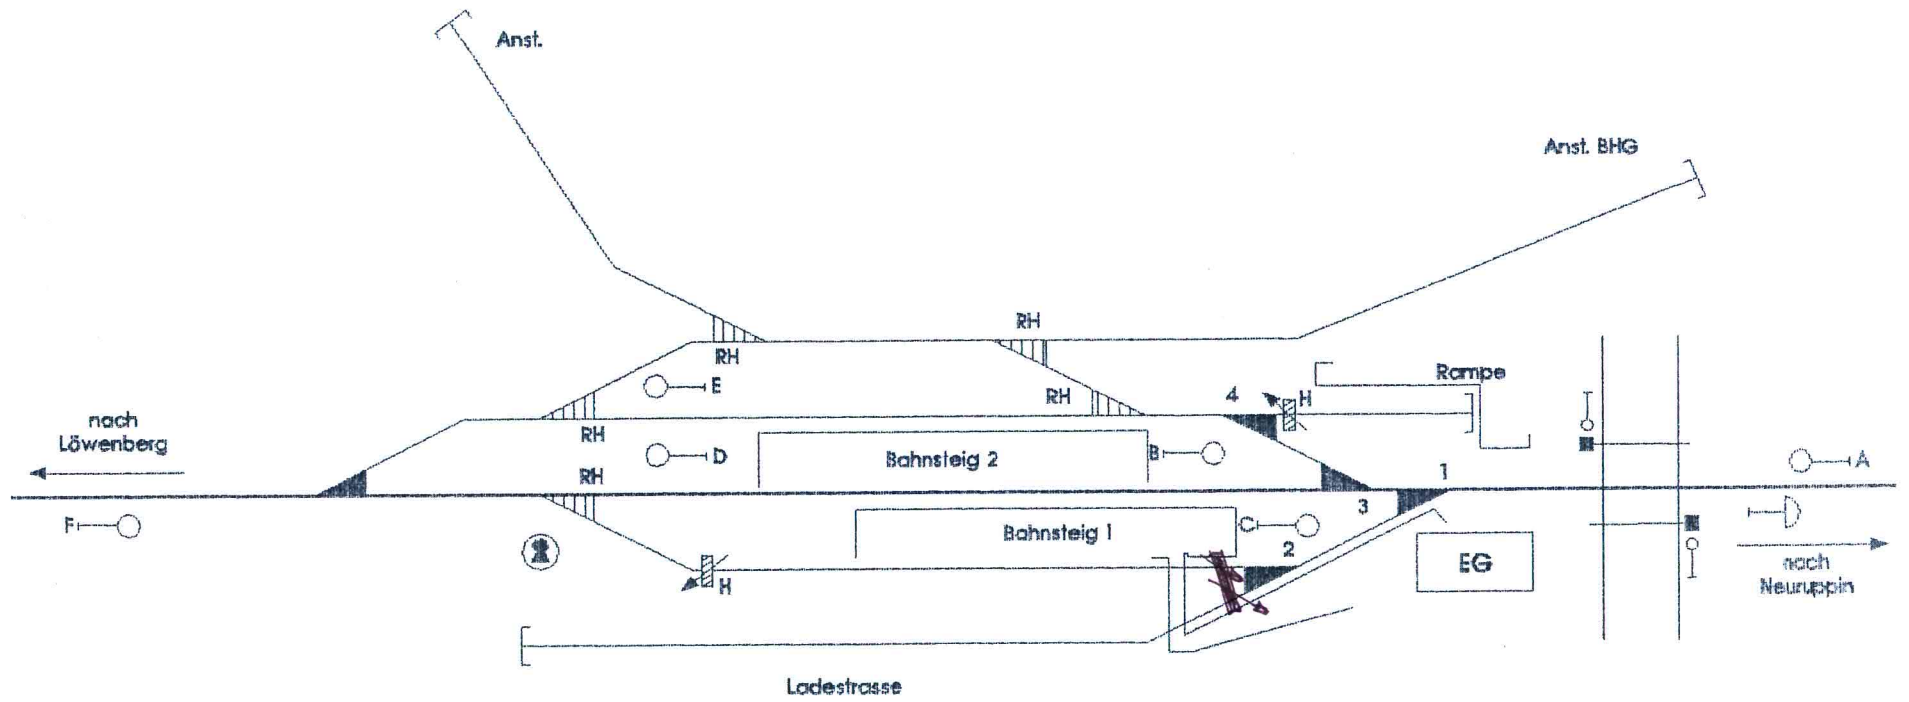 Anst.
Anst. BHG
RH
RH
E
RH
4
H
Rampe
nach
Löwenberg
RH
D
Bahnsteig 2
B
A
RH
1
3
F
Bahnsteig 1
C
2
EG
nach
Neuruppin
H
Ladestrasse